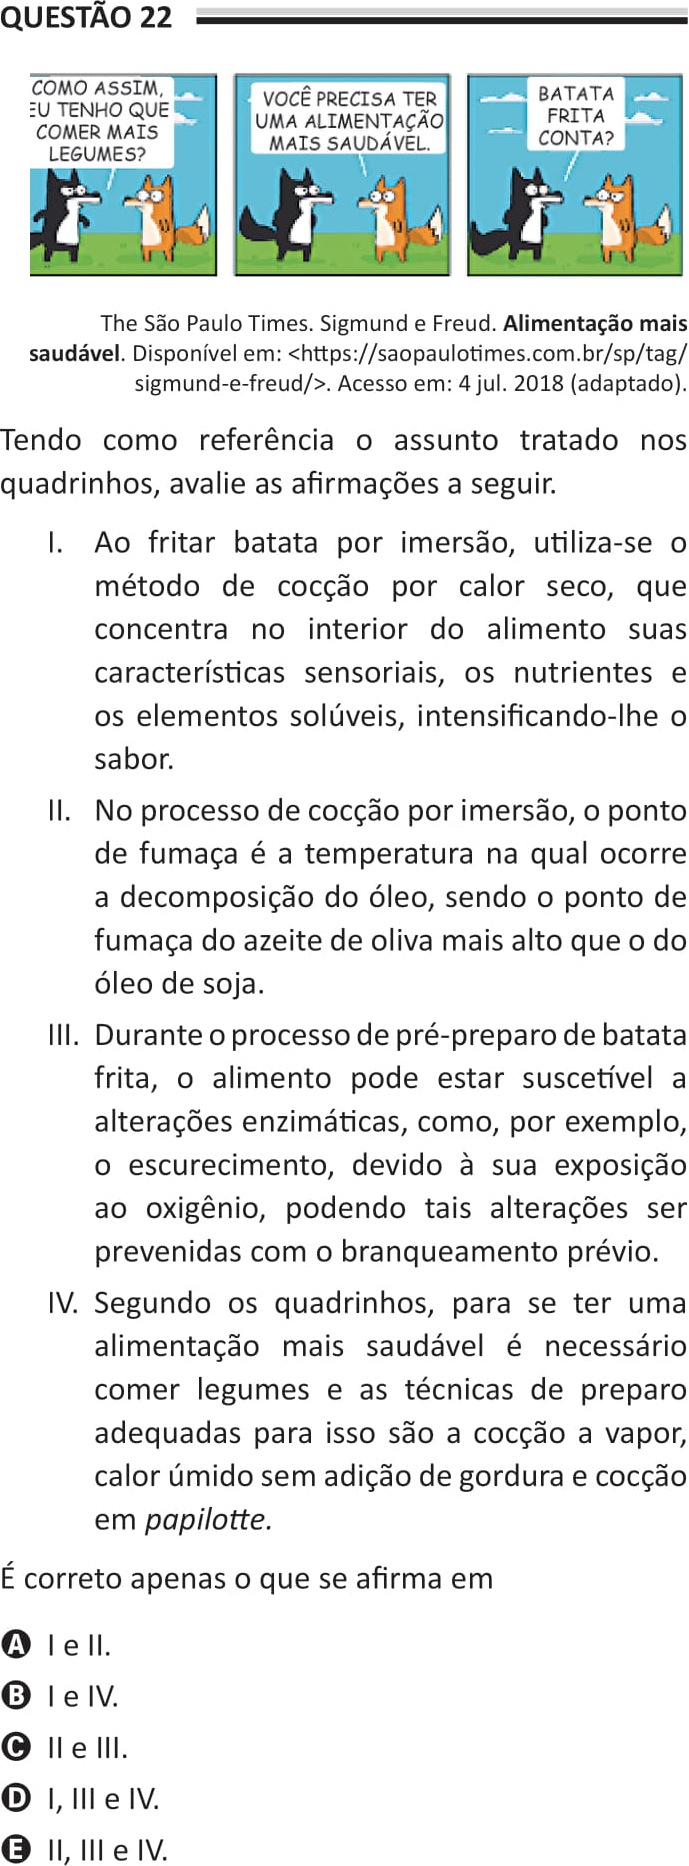 QUESTÃO 22
COMO ASSIM,
EU TENHO QUE
COMER MAIS
LEGUMES?
VOCÊ PRECISA TER
UMA ALIMENTAÇÃO
MAIS SAUDÁVEL.
BATATA
FRITA
CONTA?
The São Paulo Times. Sigmund e Freud. Alimentação mais
saudável. Disponível em: <https://saopaulotimes.com.br/sp/tag/
sigmund-e-freud/>. Acesso em: 4 jul. 2018 (adaptado).
Tendo como referência o assunto tratado nos
quadrinhos, avalie as afirmações a seguir.
I. Ao fritar batata por imersão, utiliza-se o
método de cocção por calor seco, que
concentra no interior do alimento suas
características sensoriais, os nutrientes e
os elementos solúveis, intensificando-lhe o
sabor.
II. No processo de cocção por imersão, o ponto
de fumaça é a temperatura na qual ocorre
a decomposição do óleo, sendo o ponto de
fumaça do azeite de oliva mais alto que o do
óleo de soja.
III. Durante o processo de pré-preparo de batata
frita, o alimento pode estar suscetível a
alterações enzimáticas, como, por exemplo,
o escurecimento, devido à sua exposição
ao oxigênio, podendo tais alterações ser
prevenidas com o branqueamento prévio.
IV. Segundo os quadrinhos, para se ter uma
alimentação mais saudável é necessário
comer legumes e as técnicas de preparo
adequadas para isso são a cocção a vapor,
calor úmido sem adição de gordura e cocção
em papilotte.
É correto apenas o que se afirma em
A I e II.
B I e IV.
C II e III.
D I, III e IV.
E II, III e IV.